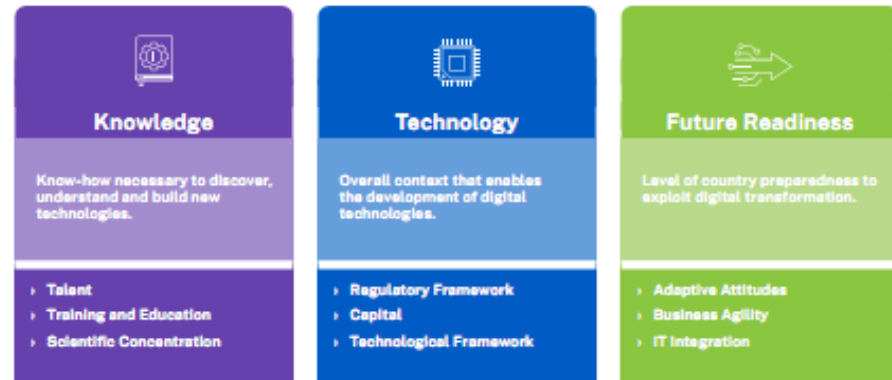 Knowledge
Know-how necessary to discover,
understand and build new
technologies.
› Talent
› Training and Education
› Scientific Concentration
Technology
Overall context that enables
the development of digital
technologies.
› Regulatory Framework
› Capital
› Technological Framework
Future Readiness
Level of country preparedness to
exploit digital transformation.
› Adaptive Attitudes
› Business Agility
› IT Integration